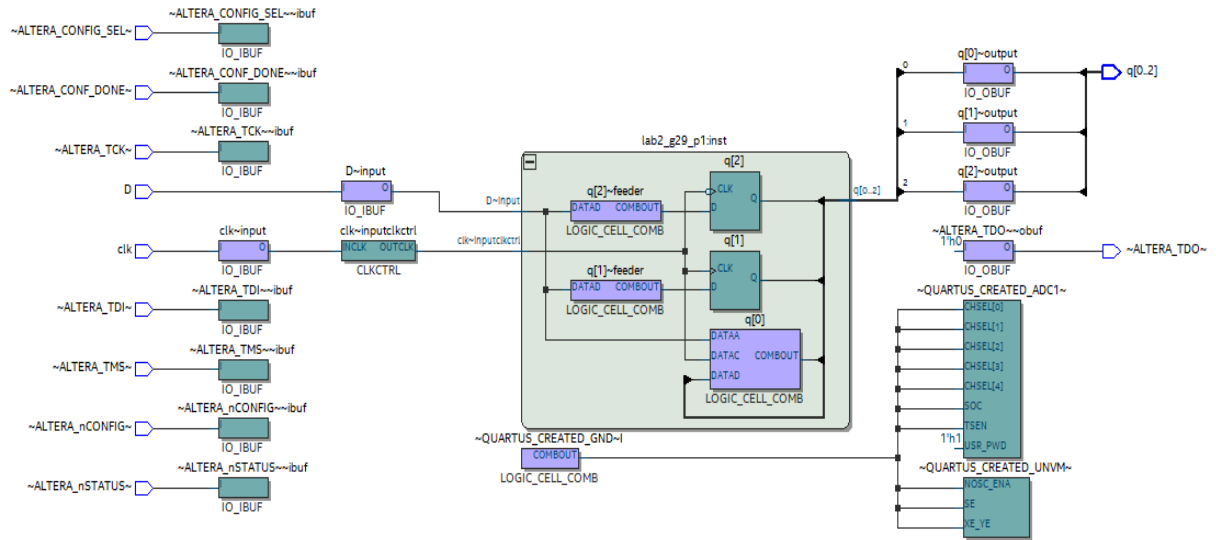 ~ALTERA_CONFIG_SEL~
~ALTERA_CONFIG_SEL~~ibuf
I
IO_IBUF
~ALTERA_CONF_DONE~
~ALTERA_CONF_DONE~~ibuf
I
IO_IBUF
~ALTERA_TCK~
~ALTERA_TCK~~ibuf
I
IO_IBUF
D
D~input
I O
IO_IBUF
clk
clk~input
I O
IO_IBUF
clk~inputclkctrl
INCLK OUTCLK
CLKCTRL
~ALTERA_TDI~
~ALTERA_TDI~~ibuf
I
IO_IBUF
~ALTERA_TMS~
~ALTERA_TMS~~ibuf
I
IO_IBUF
~ALTERA_nCONFIG~
~ALTERA_nCONFIG~~ibuf
I
IO_IBUF
~ALTERA_nSTATUS~
~ALTERA_nSTATUS~~ibuf
I
IO_IBUF
lab2_g29_p1:inst
D~input
clk~inputclkctrl
q[2]~feeder
DATAD COMBOUT
LOGIC_CELL_COMB
q[2]
CLK
D
Q
q[1]~feeder
DATAD COMBOUT
LOGIC_CELL_COMB
q[1]
CLK
D
Q
q[0]
DATAA
DATAC COMBOUT
DATAD
LOGIC_CELL_COMB
q[0..2]
~QUARTUS_CREATED_GND~I
COMBOUT
LOGIC_CELL_COMB
0
q[0]~output
I O
IO_OBUF
1
q[1]~output
I O
IO_OBUF
2
q[2]~output
I O
IO_OBUF
q[0..2]
~ALTERA_TDO~~obuf
1'h0
I O
IO_OBUF
~ALTERA_TDO~
~QUARTUS_CREATED_ADC1~
CHSEL[0]
CHSEL[1]
CHSEL[2]
CHSEL[3]
CHSEL[4]
SOC
TSEN
1'h1
USR_PWD
~QUARTUS_CREATED_UNVM~
NOSC_ENA
SE
XE_YE